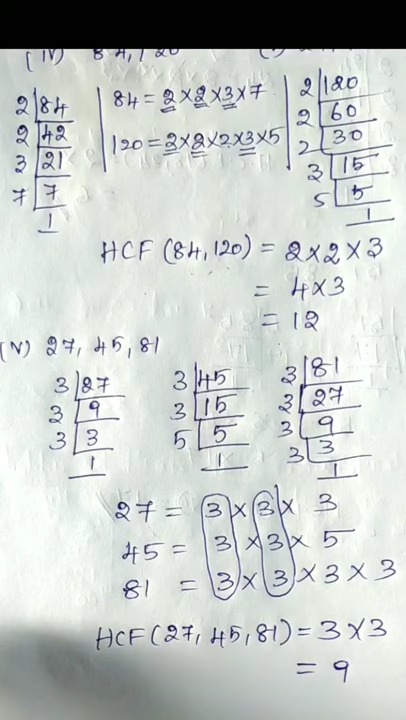 (iv) 84, 120
2 | 84
2 | 42
3 | 21
7 | 7
1
84 = 2×2×3×7
120 = 2×2×2×3×5
2 | 120
2 | 60
2 | 30
3 | 15
5 | 5
1
HCF (84, 120) = 2×2×3
= 4×3
= 12
(v) 27, 45, 81
3 | 27
3 | 9
3 | 3
1
3 | 45
3 | 15
5 | 5
1
3 | 81
3 | 27
3 | 9
3 | 3
1
27 = 3 × 3 × 3
45 = 3 × 3 × 5
81 = 3 × 3 × 3 × 3
HCF (27, 45, 81) = 3 × 3
= 9